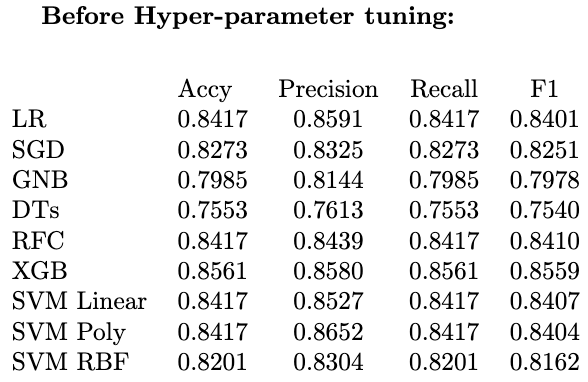 Before Hyper-parameter tuning:
Accy Precision Recall F1
LR 0.8417 0.8591 0.8417 0.8401
SGD 0.8273 0.8325 0.8273 0.8251
GNB 0.7985 0.8144 0.7985 0.7978
DTs 0.7553 0.7613 0.7553 0.7540
RFC 0.8417 0.8439 0.8417 0.8410
XGB 0.8561 0.8580 0.8561 0.8559
SVM Linear 0.8417 0.8527 0.8417 0.8407
SVM Poly 0.8417 0.8652 0.8417 0.8404
SVM RBF 0.8201 0.8304 0.8201 0.8162